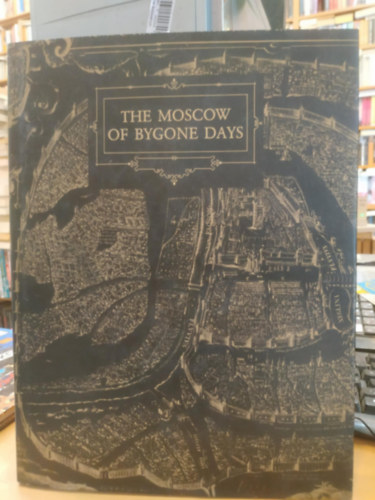 THE MOSCOW
OF BYGONE DAYS